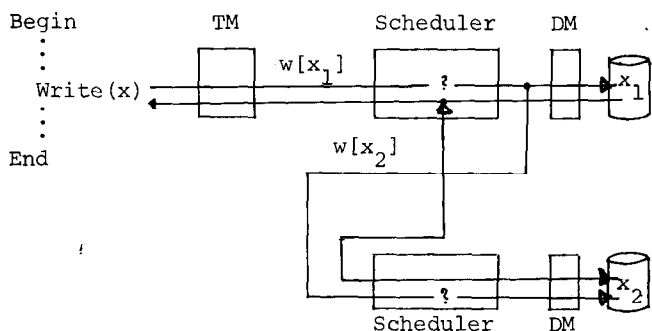 Begin
TM
Scheduler
DM
w[x1]
?
x1
Write(x)
End
w[x2]
?
x2
Scheduler
DM